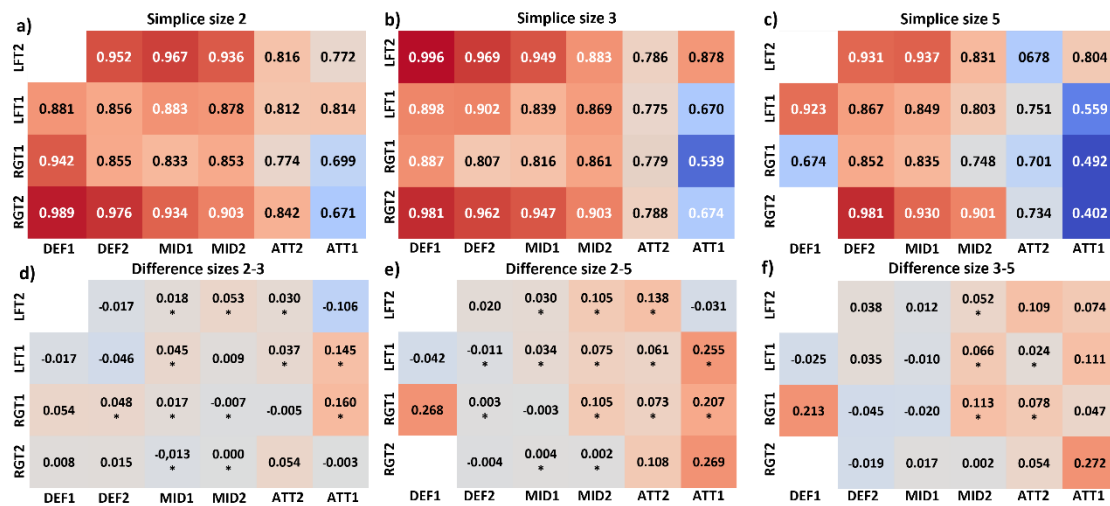 a) Simplice size 2
LFT2 0.952 0.967 0.936 0.816 0.772
LFT1 0.881 0.856 0.883 0.878 0.812 0.814
RGT1 0.942 0.855 0.833 0.853 0.774 0.699
RGT2 0.989 0.976 0.934 0.903 0.842 0.671
DEF1 DEF2 MID1 MID2 ATT2 ATT1
b) Simplice size 3
LFT2 0.996 0.969 0.949 0.883 0.786 0.878
LFT1 0.898 0.902 0.839 0.869 0.775 0.670
RGT1 0.887 0.807 0.816 0.861 0.779 0.539
RGT2 0.981 0.962 0.947 0.903 0.788 0.674
DEF1 DEF2 MID1 MID2 ATT2 ATT1
c) Simplice size 5
LFT2 0.931 0.937 0.831 0678 0.804
LFT1 0.923 0.867 0.849 0.803 0.751 0.559
RGT1 0.674 0.852 0.835 0.748 0.701 0.492
RGT2 0.981 0.930 0.901 0.734 0.402
DEF1 DEF2 MID1 MID2 ATT2 ATT1
d) Difference sizes 2-3
LFT2 -0.017 0.018 0.053 0.030 -0.106
* * *
LFT1 -0.017 -0.046 0.045 0.009 0.037 0.145
* * *
RGT1 0.054 0.048 0.017 -0.007 -0.005 0.160
* * * *
RGT2 0.008 0.015 -0,013 0.000 0.054 -0.003
* *
DEF1 DEF2 MID1 MID2 ATT2 ATT1
e) Difference size 2-5
LFT2 0.020 0.030 0.105 0.138 -0.031
* * *
LFT1 -0.042 -0.011 0.034 0.075 0.061 0.255
* * * * *
RGT1 0.268 0.003 -0.003 0.105 0.073 0.207
* * * *
RGT2 -0.004 0.004 0.002 0.108 0.269
* *
DEF1 DEF2 MID1 MID2 ATT2 ATT1
f) Difference size 3-5
LFT2 0.038 0.012 0.052 0.109 0.074
*
LFT1 -0.025 0.035 -0.010 0.066 0.024 0.111
* *
RGT1 0.213 -0.045 -0.020 0.113 0.078 0.047
* *
RGT2 -0.019 0.017 0.002 0.054 0.272
DEF1 DEF2 MID1 MID2 ATT2 ATT1